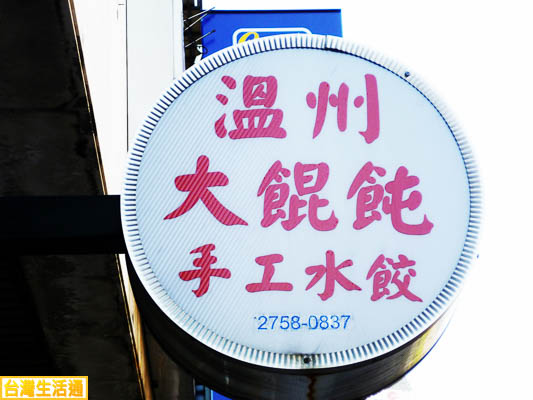 溫州
大餛飩
手工水餃
2758-0837
台灣生活通